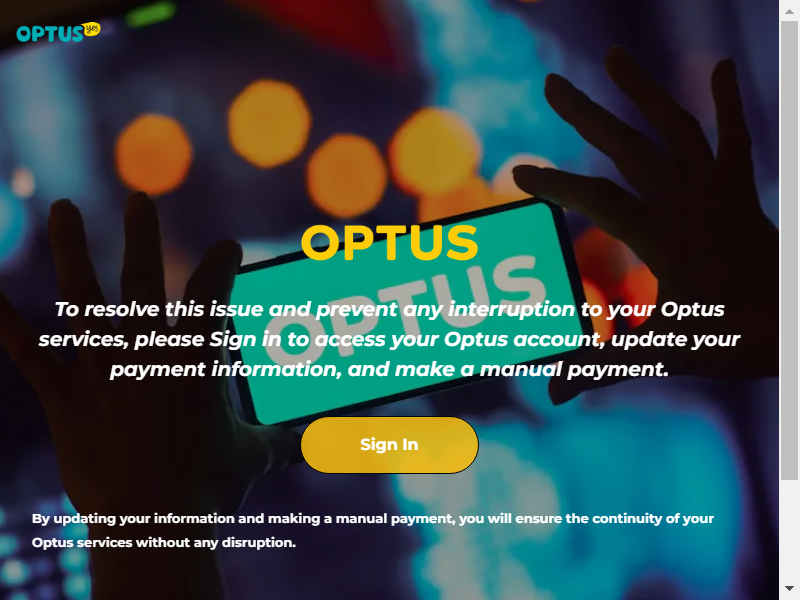 OPTUS yes
OPTUS
OPTUS
To resolve this issue and prevent any interruption to your Optus
services, please Sign in to access your Optus account, update your
payment information, and make a manual payment.
Sign In
By updating your information and making a manual payment, you will ensure the continuity of your
Optus services without any disruption.